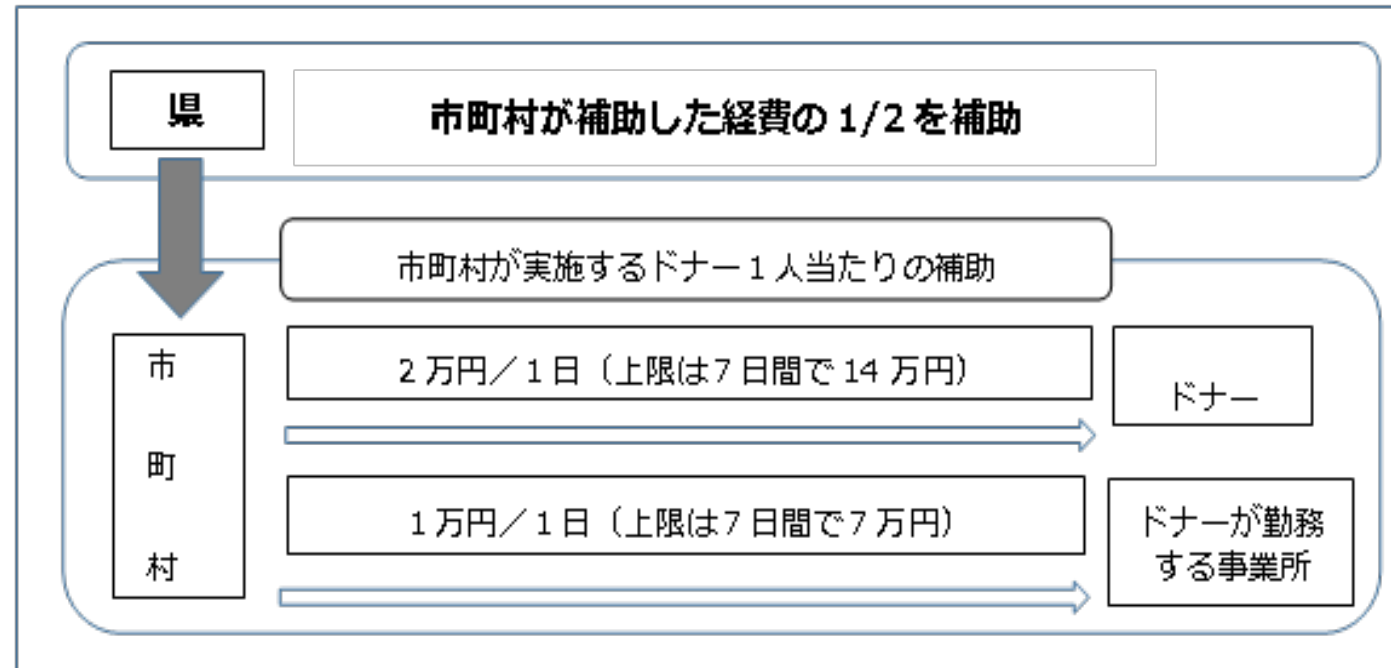 県
市町村が補助した経費の 1/2 を補助
市町村が実施するドナー１人当たりの補助
市
町
村
２万円／１日（上限は７日間で 14 万円）
ドナー
１万円／１日（上限は７日間で７万円）
ドナーが勤務
する事業所